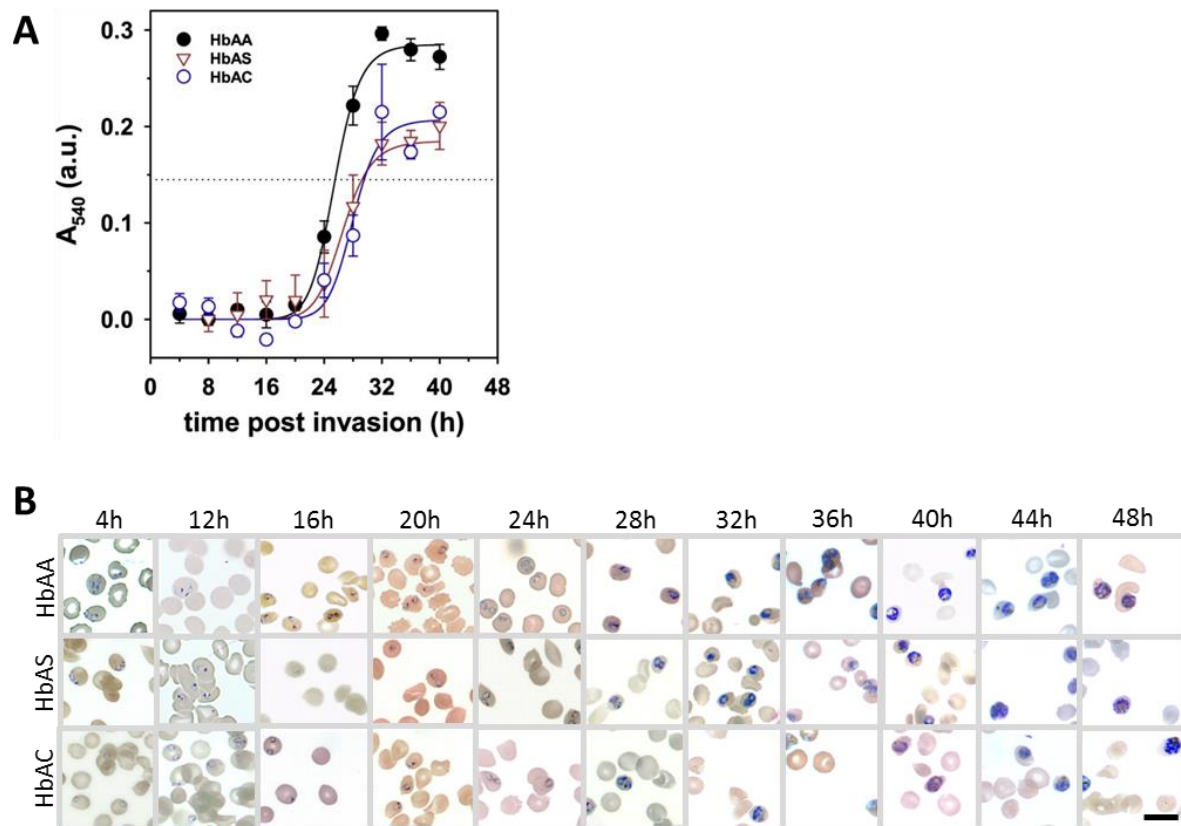 A
HbAA
HbAS
HbAC
0.3
0.2
0.1
0.0
A540 (a.u.)
0 8 16 24 32 40 48
time post invasion (h)
B
4h 12h 16h 20h 24h 28h 32h 36h 40h 44h 48h
HbAA
HbAS
HbAC